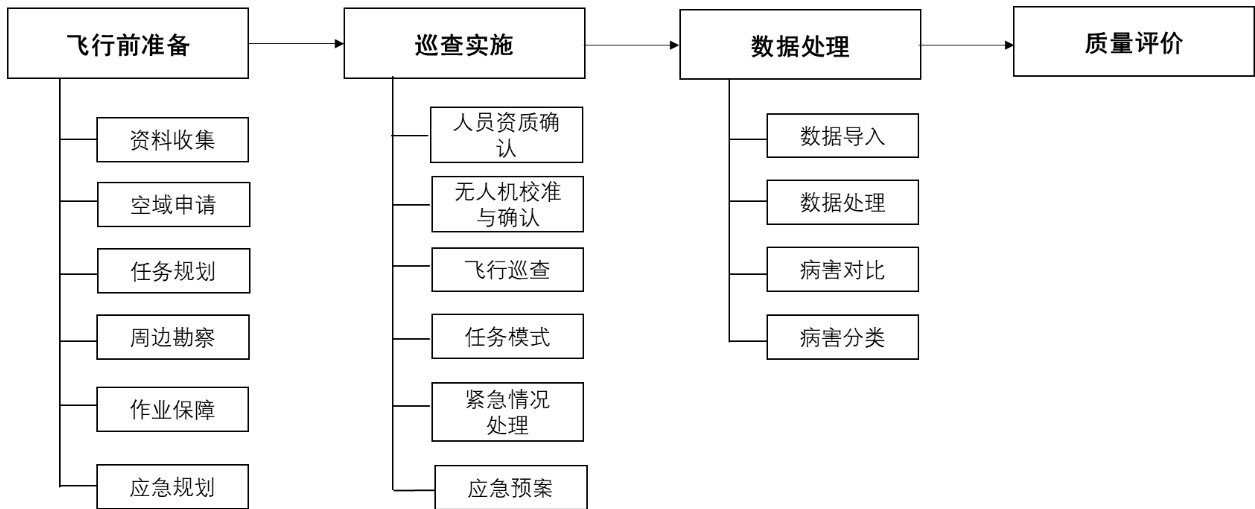 飞行前准备
巡查实施
数据处理
质量评价
资料收集
空域申请
任务规划
周边勘察
作业保障
应急规划
人员资质确
认
无人机校准
与确认
飞行巡查
任务模式
紧急情况
处理
应急预案
数据导入
数据处理
病害对比
病害分类